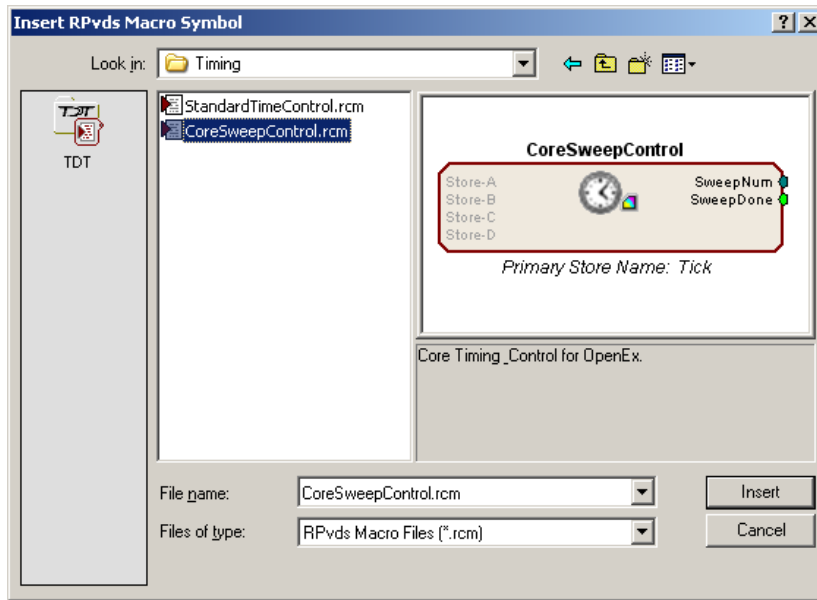 Insert RPvds Macro Symbol
Look in: Timing
TDT
TDT
StandardTimeControl.rcm
CoreSweepControl.rcm
CoreSweepControl
Store-A
Store-B
Store-C
Store-D
SweepNum
SweepDone
Primary Store Name: Tick
Core Timing_Control for OpenEx.
File name: CoreSweepControl.rcm
Insert
Files of type: RPvds Macro Files (*.rcm)
Cancel